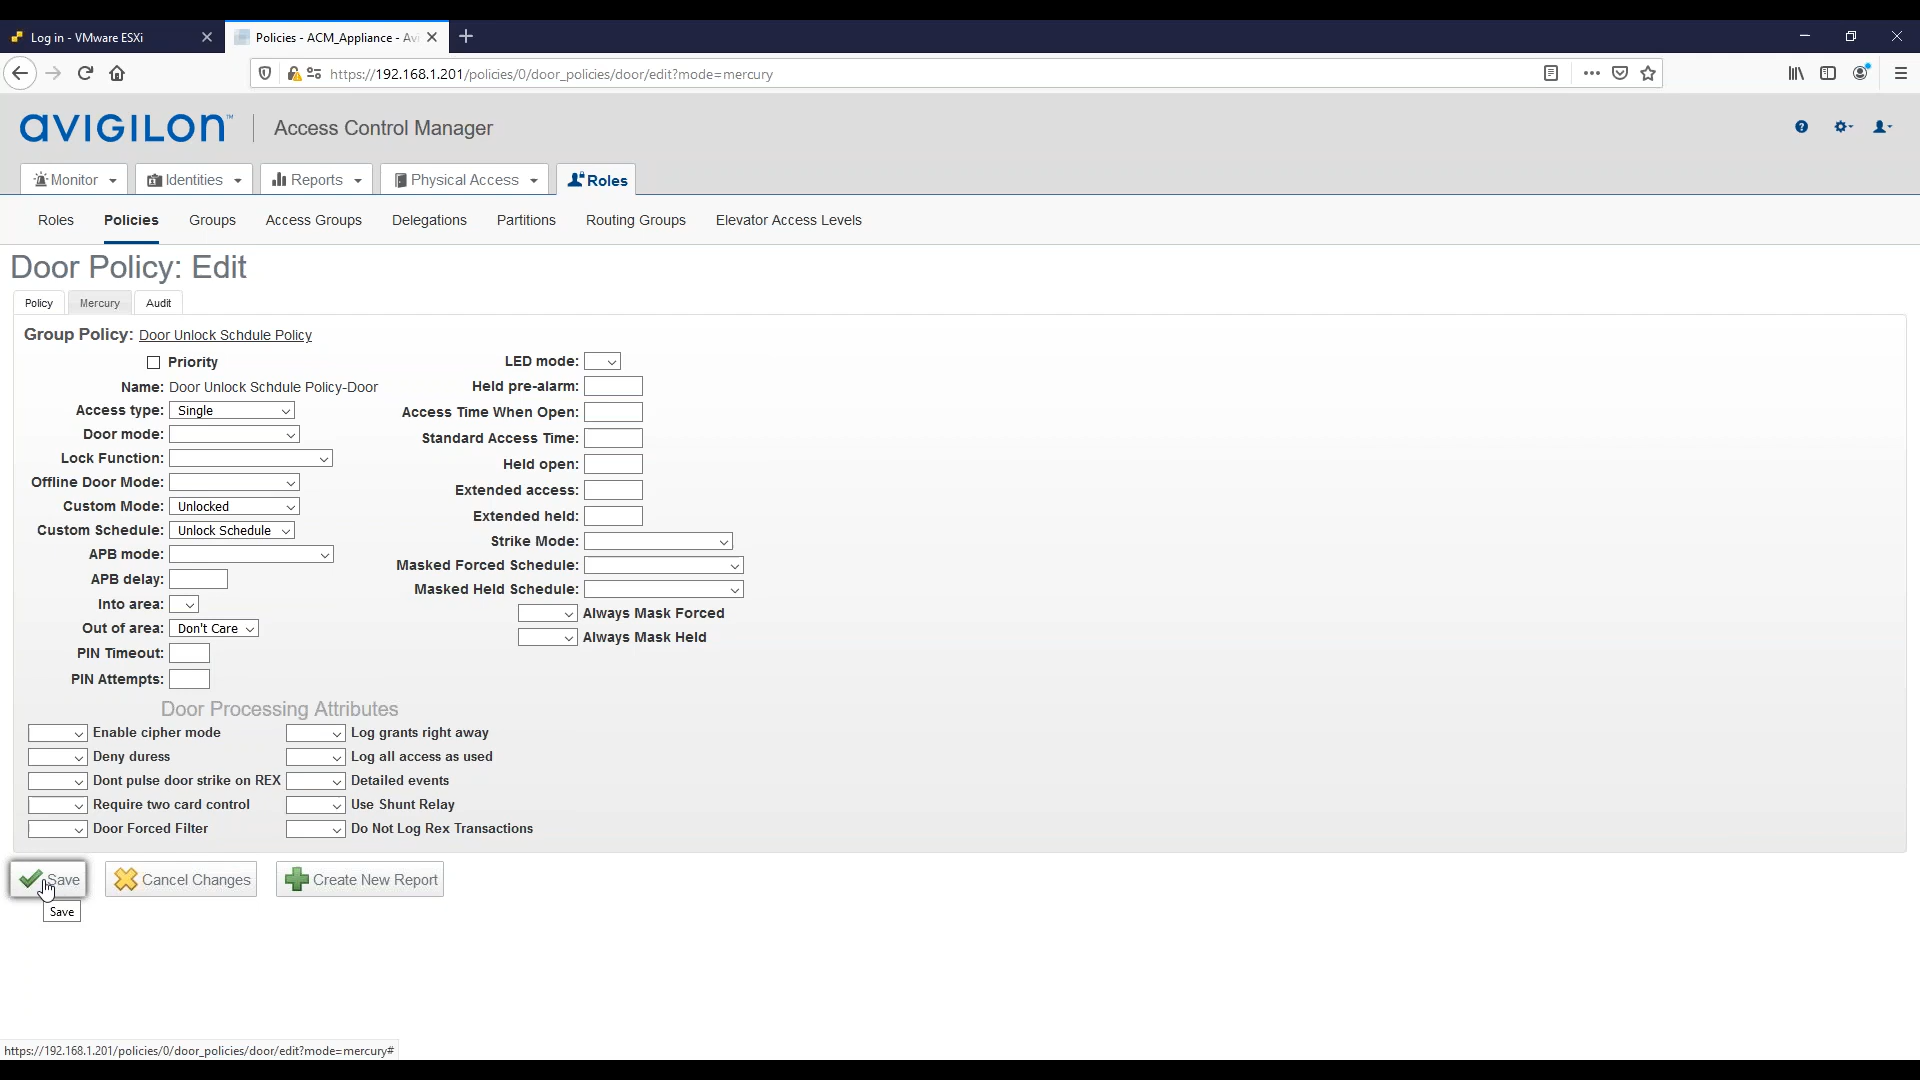 Log in - VMware ESXi
Policies - ACM_Appliance - Avi
https://192.168.1.201/policies/0/door_policies/door/edit?mode=mercury
avigilon™
Access Control Manager
Monitor
Identities
Reports
Physical Access
Roles
Roles
Policies
Groups
Access Groups
Delegations
Partitions
Routing Groups
Elevator Access Levels
Door Policy: Edit
Policy
Mercury
Audit
Group Policy: Door Unlock Schdule Policy
Priority
Name: Door Unlock Schdule Policy-Door
Access type: Single
Door mode:
Lock Function:
Offline Door Mode:
Custom Mode: Unlocked
Custom Schedule: Unlock Schedule
APB mode:
APB delay:
Into area:
Out of area: Don't Care
PIN Timeout:
PIN Attempts:
LED mode:
Held pre-alarm:
Access Time When Open:
Standard Access Time:
Held open:
Extended access:
Extended held:
Strike Mode:
Masked Forced Schedule:
Masked Held Schedule:
Always Mask Forced
Always Mask Held
Door Processing Attributes
Enable cipher mode
Deny duress
Dont pulse door strike on REX
Require two card control
Door Forced Filter
Log grants right away
Log all access as used
Detailed events
Use Shunt Relay
Do Not Log Rex Transactions
Save
Cancel Changes
Create New Report
Save
https://192.168.1.201/policies/0/door_policies/door/edit?mode=mercury#